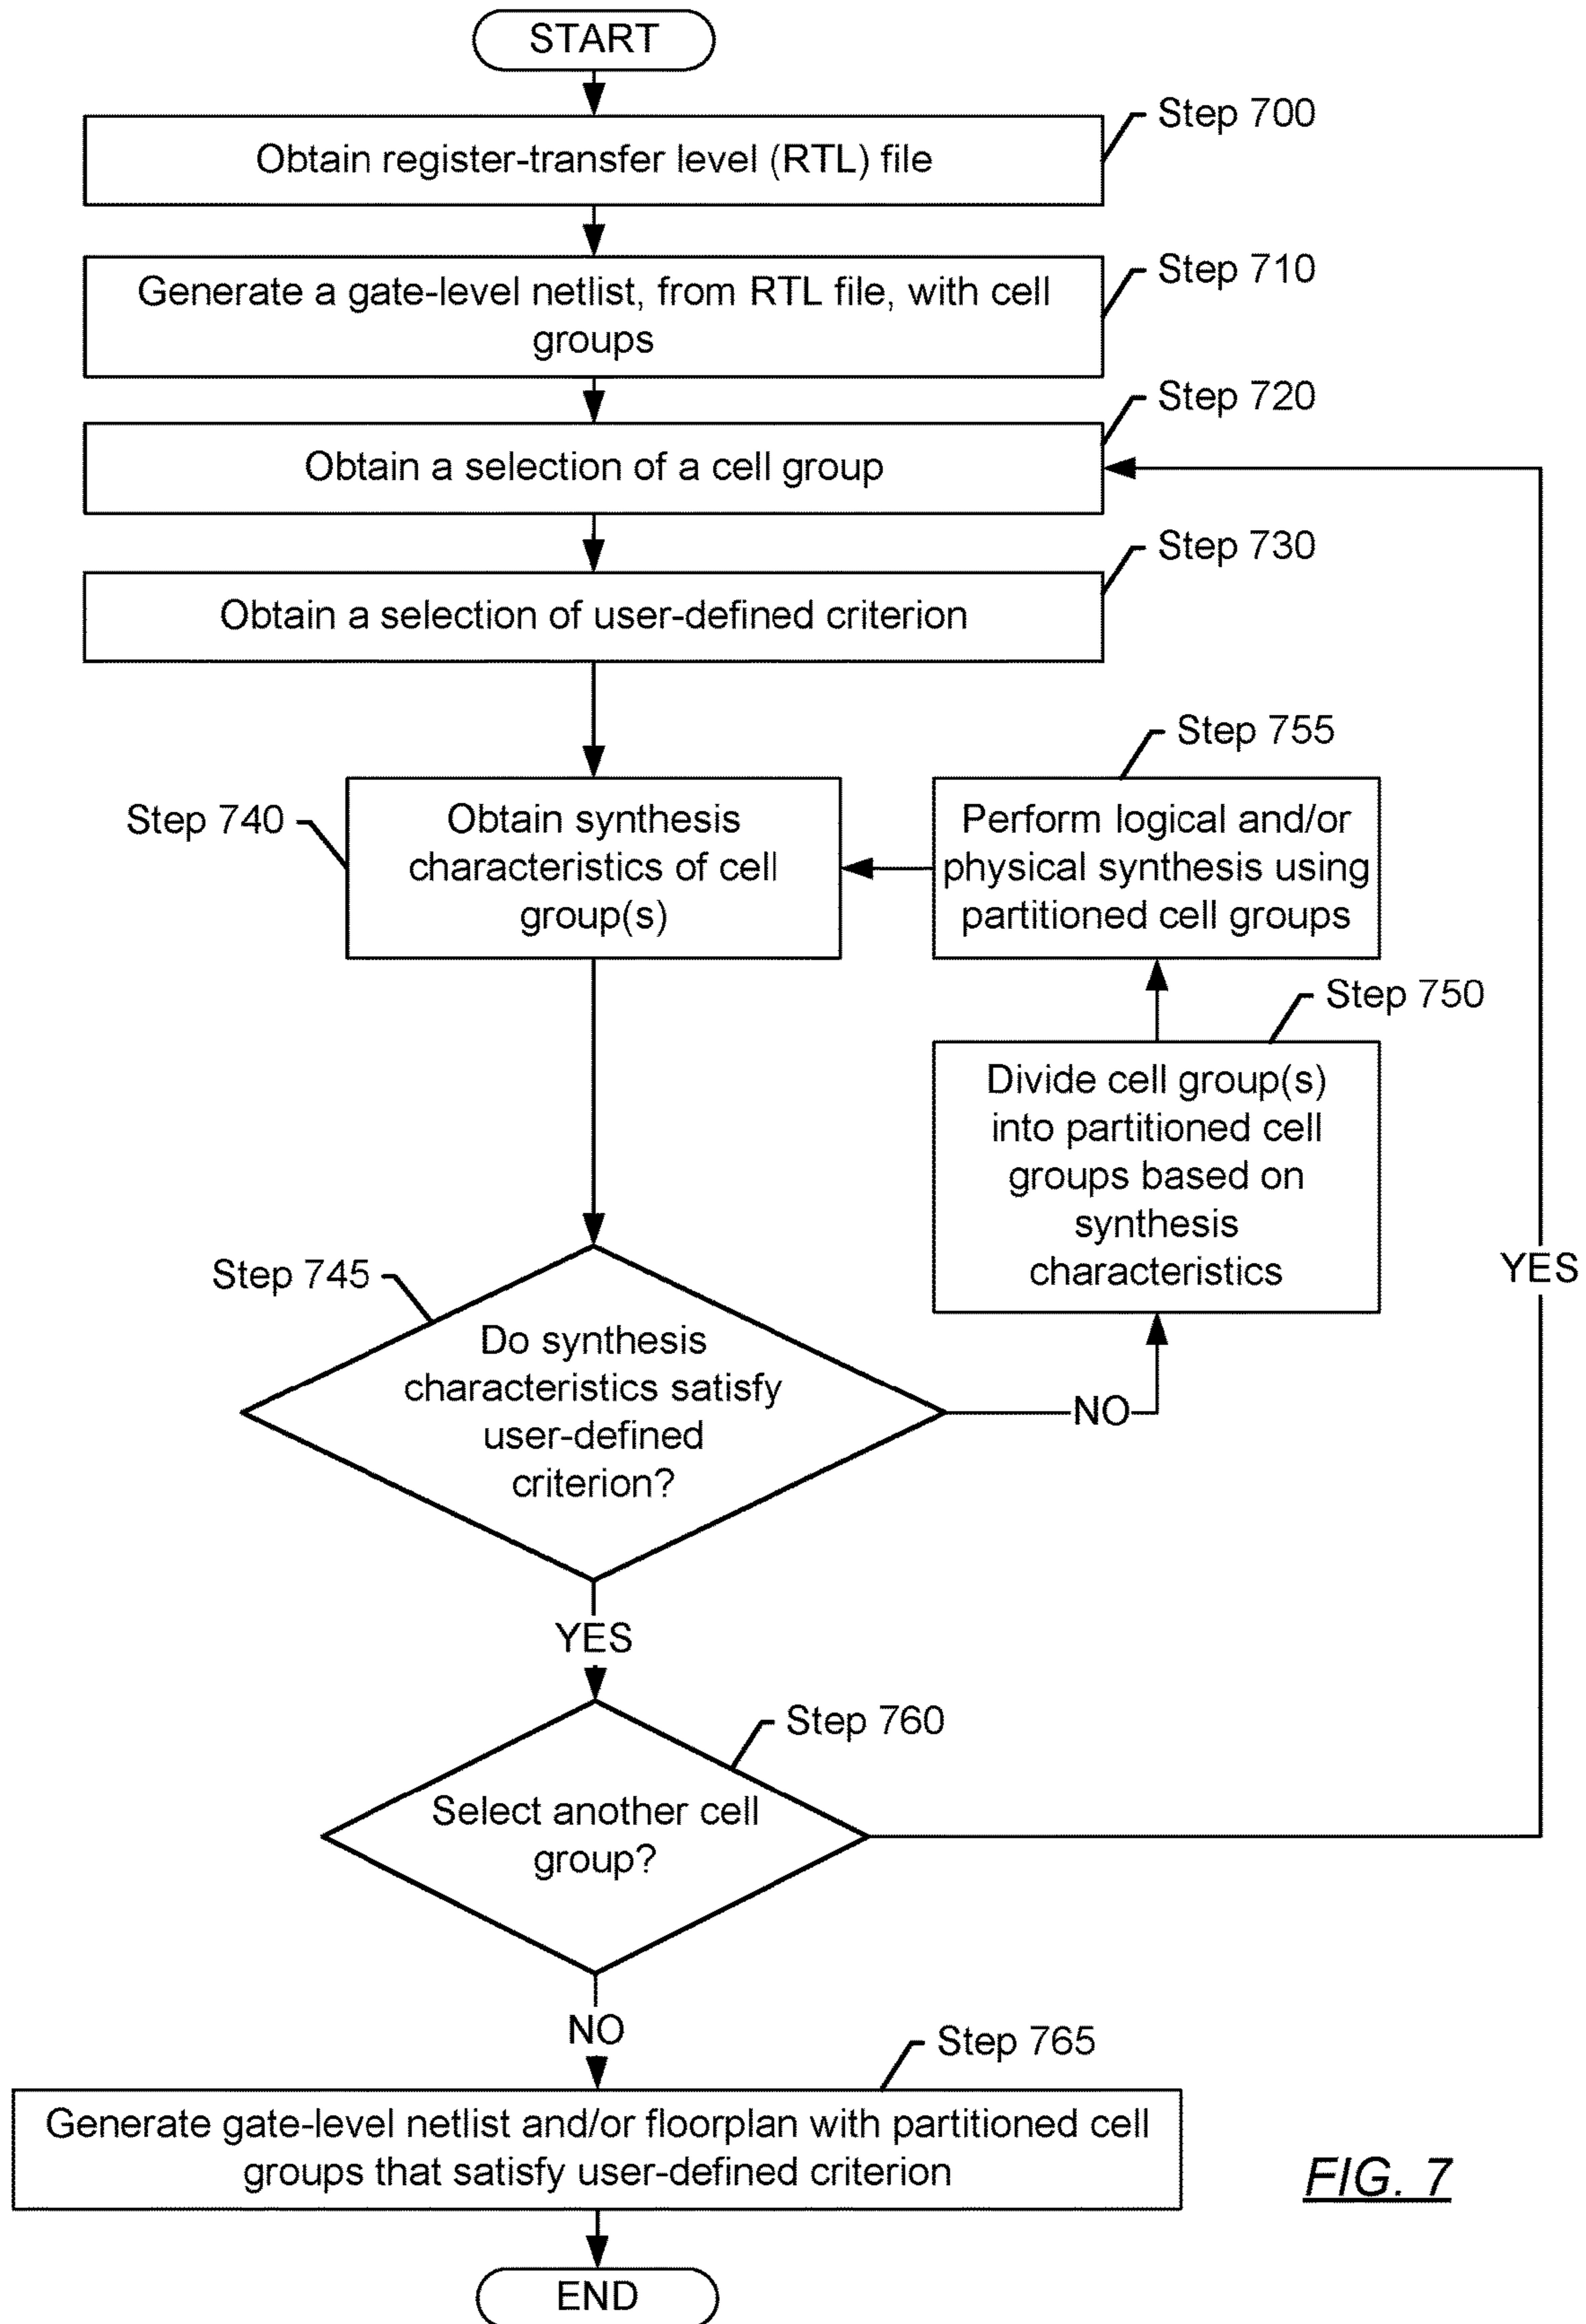 START
Step 700
Obtain register-transfer level (RTL) file
Step 710
Generate a gate-level netlist, from RTL file, with cell
groups
Step 720
Obtain a selection of a cell group
Step 730
Obtain a selection of user-defined criterion
Step 755
Step 740
Obtain synthesis
characteristics of cell
group(s)
Perform logical and/or
physical synthesis using
partitioned cell groups
Step 750
Divide cell group(s)
into partitioned cell
groups based on
synthesis
characteristics
YES
Step 745
Do synthesis
characteristics satisfy
user-defined
criterion?
NO
YES
Step 760
Select another cell
group?
NO
Step 765
Generate gate-level netlist and/or floorplan with partitioned cell
groups that satisfy user-defined criterion
FIG. 7
END